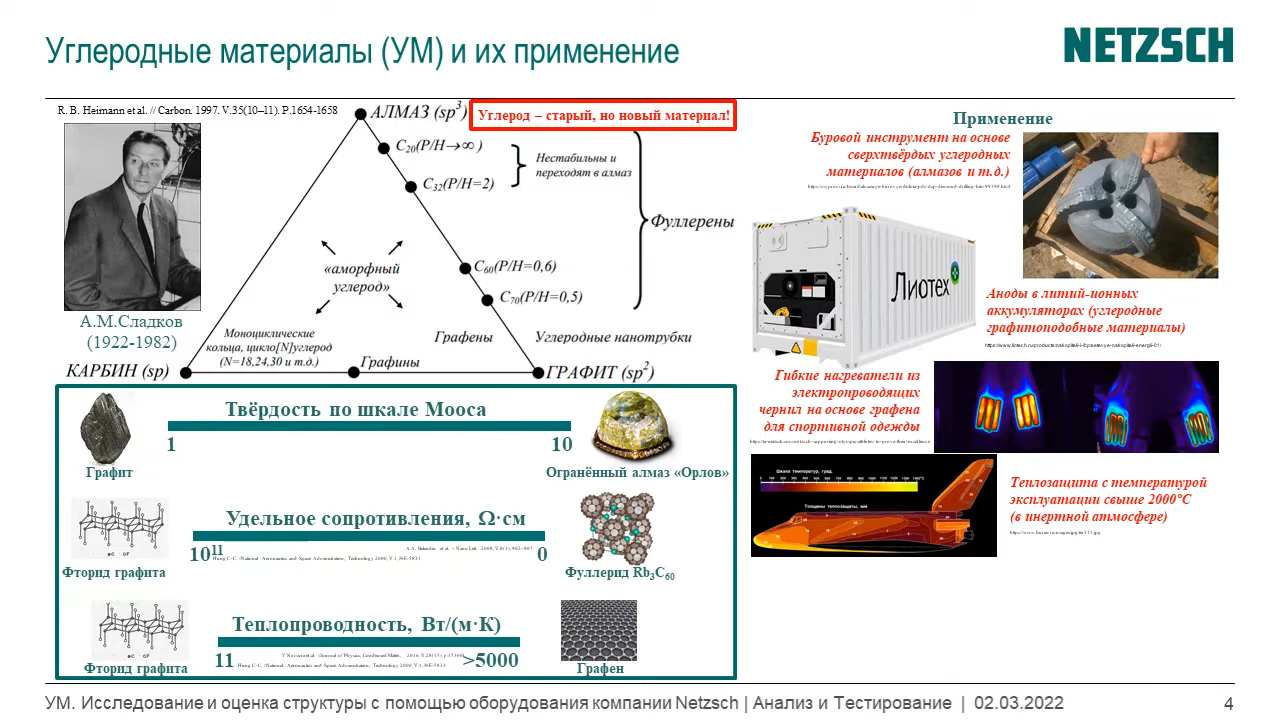 Углеродные материалы (УМ) и их применение
NETZSCH
R. B. Heimann et al. // Carbon. 1997. V.35(10–11). P.1654-1658
АЛМАЗ (sp³)
Углерод – старый, но новый материал!
C₂₀(P/H→∞ )
C₃₂(P/H=2)
Нестабильны и
переходят в алмаз
Фуллерены
«аморфный
углерод»
C₆₀(P/H=0,6)
C₇₀(P/H=0,5)
Моноциклические
кольца, цикло[N]углерод
(N=18,24,30 и т.д.)
Графены
Углеродные нанотрубки
КАРБИН (sp)
Графины
ГРАФИТ (sp²)
А.М.Сладков
(1922-1982)
Твёрдость по шкале Мооса
1
10
Графит
Огранённый алмаз «Орлов»
Удельное сопротивления, Ω·см
10¹¹
0
Фторид графита
Фуллерид Rb₃C₆₀
Теплопроводность, Вт/(м·К)
11
>5000
Фторид графита
Графен
Применение
Буровой инструмент на основе
сверхтвёрдых углеродных
материалов (алмазов и т.д.)
Лиотех
Аноды в литий-ионных
аккумуляторах (углеродные
графитоподобные материалы)
Гибкие нагреватели из
электропроводящих
чернил на основе графена
для спортивной одежды
Шкала температур, град.
Толщины теплозащиты, мм
Теплозащита с температурой
эксплуатации свыше 2000°С
(в инертной атмосфере)
УМ. Исследование и оценка структуры с помощью оборудования компании Netzsch | Анализ и Тестирование | 02.03.2022
4